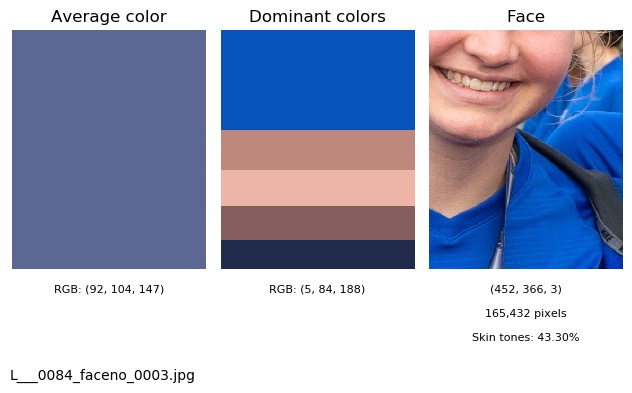 Average color
Dominant colors
Face
RGB: (92, 104, 147)
RGB: (5, 84, 188)
(452, 366, 3)
165,432 pixels
Skin tones: 43.30%
NIKE
L___0084_faceno_0003.jpg